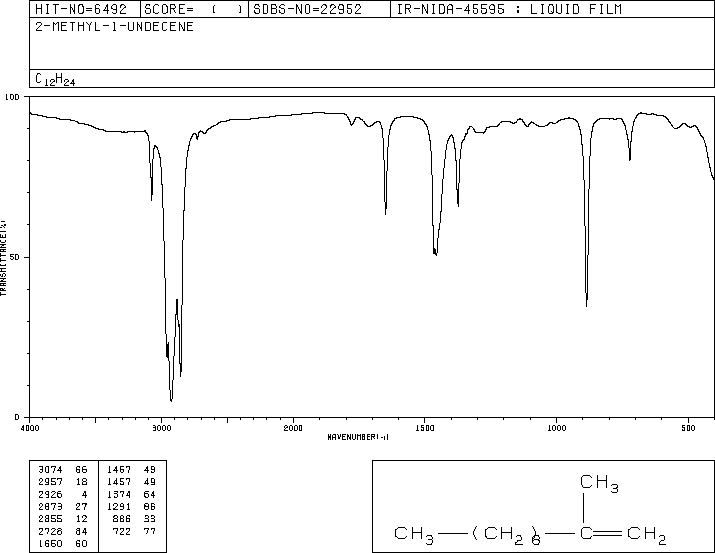 HIT-NO=6492 SCORE= ( ) SDBS-NO=22952 IR-NIDA-45595 : LIQUID FILM
2-METHYL-1-UNDECENE
C12H24
100
50
0
TRANSMITTANCE(%)
4000 3000 2000 1500 1000 500
WAVENUMBER(-1)
3074 66 1467 49
2957 18 1457 49
2926 4 1374 64
2873 27 1291 86
2855 12 886 33
2728 84 722 77
1650 60
CH3
CH3 (CH2)8 C CH2